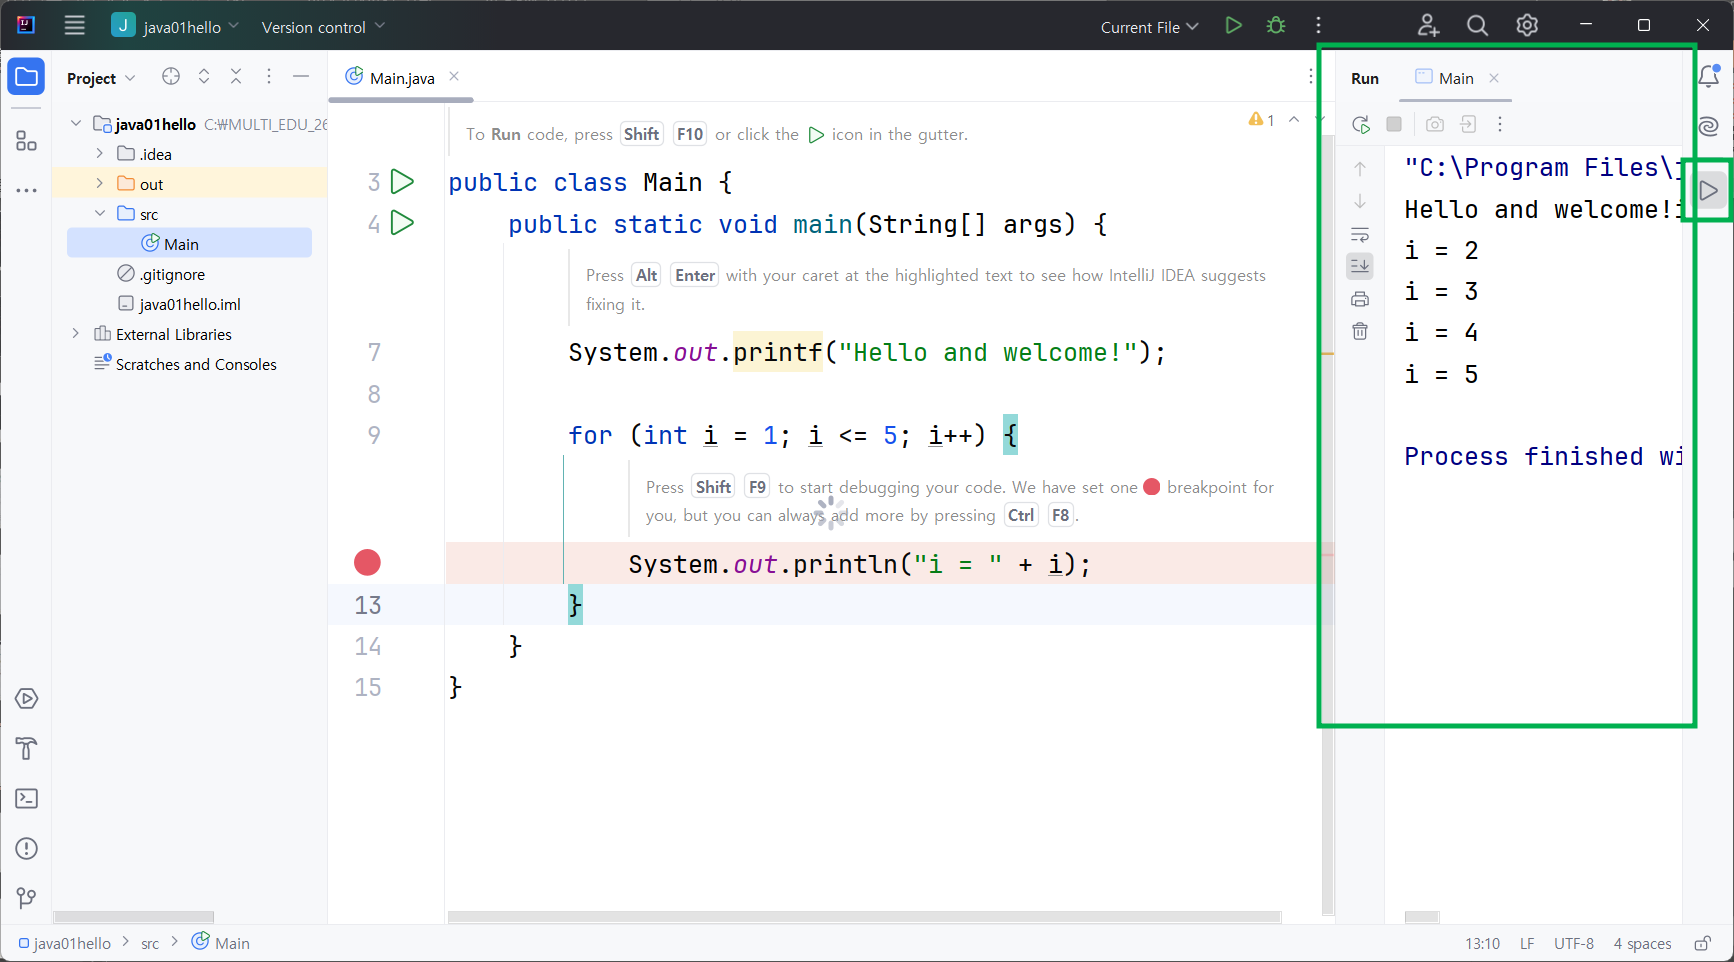 J java01hello Version control Current File
Project
Main.java
Run Main
java01hello C:₩MULTI_EDU_26
.idea
out
src
Main
.gitignore
java01hello.iml
External Libraries
Scratches and Consoles
To Run code, press Shift F10 or click the icon in the gutter.
1
3 public class Main {
4 public static void main(String[] args) {
Press Alt Enter with your caret at the highlighted text to see how IntelliJ IDEA suggests
fixing it.
7 System.out.printf("Hello and welcome!");
8
9 for (int i = 1; i <= 5; i++) {
Press Shift F9 to start debugging your code. We have set one breakpoint for
you, but you can always add more by pressing Ctrl F8.
System.out.println("i = " + i);
13 }
14 }
15 }
"C:\Program Files\j
Hello and welcome!i
i = 2
i = 3
i = 4
i = 5
Process finished wi
java01hello > src > Main
13:10 LF UTF-8 4 spaces